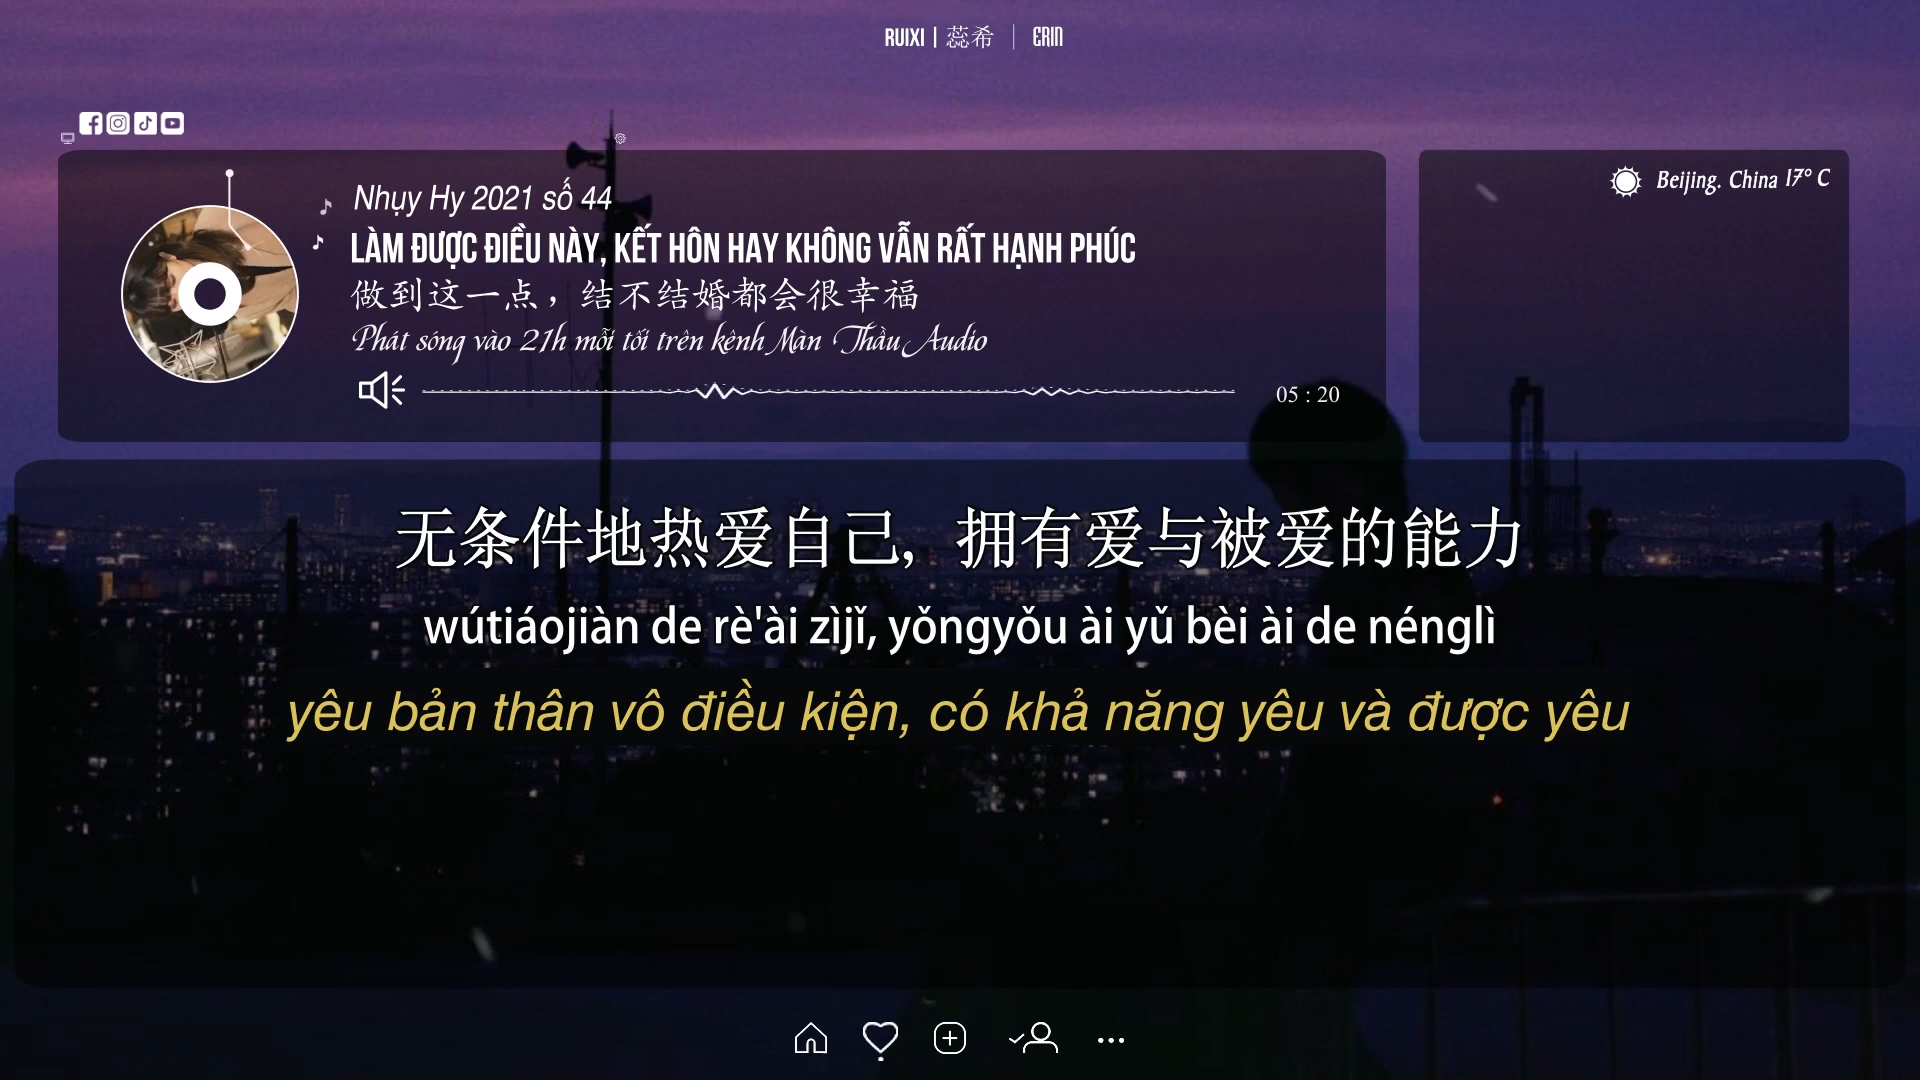 RUIXI | 蕊希 | ERIN
Nhụy Hy 2021 số 44
LÀM ĐƯỢC ĐIỀU NÀY, KẾT HÔN HAY KHÔNG VẪN RẤT HẠNH PHÚC
做到这一点，结不结婚都会很幸福
Phát sóng vào 21h mỗi tối trên kênh Màn Thầu Audio
05 : 20
Beijing. China 17° C
无条件地热爱自己, 拥有爱与被爱的能力
wútiáojiàn de rè'ài zìjǐ, yǒngyǒu ài yǔ bèi ài de nénglì
yêu bản thân vô điều kiện, có khả năng yêu và được yêu